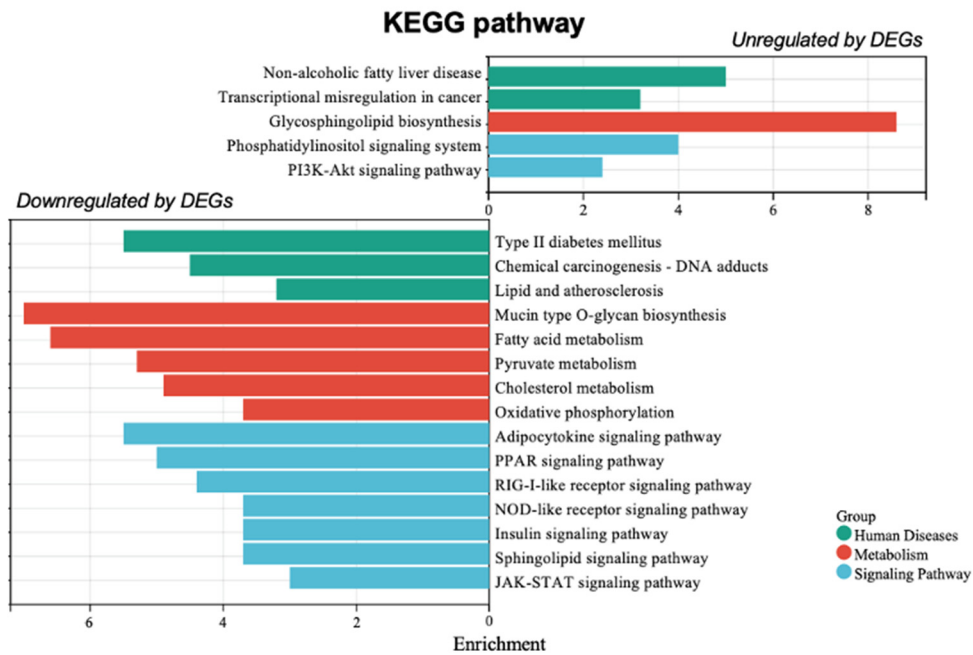 KEGG pathway
Unregulated by DEGs
Non-alcoholic fatty liver disease
Transcriptional misregulation in cancer
Glycosphingolipid biosynthesis
Phosphatidylinositol signaling system
PI3K-Akt signaling pathway
0 2 4 6 8
Downregulated by DEGs
Type II diabetes mellitus
Chemical carcinogenesis - DNA adducts
Lipid and atherosclerosis
Mucin type O-glycan biosynthesis
Fatty acid metabolism
Pyruvate metabolism
Cholesterol metabolism
Oxidative phosphorylation
Adipocytokine signaling pathway
PPAR signaling pathway
RIG-I-like receptor signaling pathway
NOD-like receptor signaling pathway
Insulin signaling pathway
Sphingolipid signaling pathway
JAK-STAT signaling pathway
6 4 2 0
Enrichment
Group
Human Diseases
Metabolism
Signaling Pathway